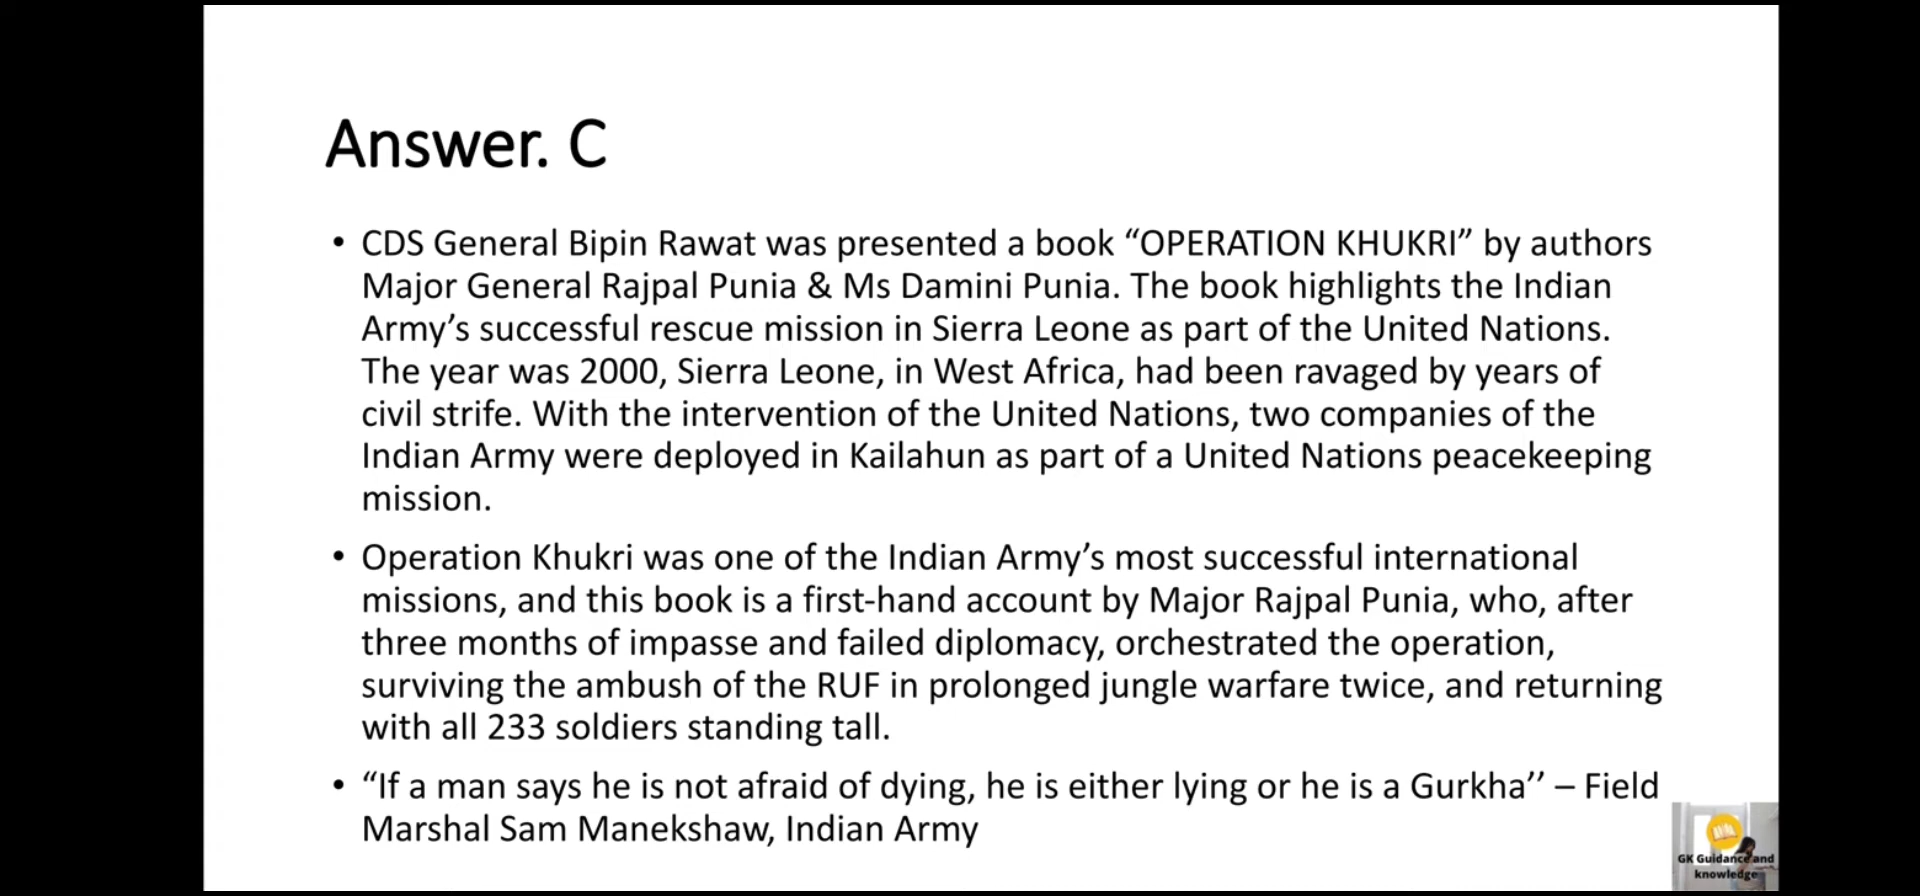 Answer. C
• CDS General Bipin Rawat was presented a book “OPERATION KHUKRI” by authors
Major General Rajpal Punia & Ms Damini Punia. The book highlights the Indian
Army’s successful rescue mission in Sierra Leone as part of the United Nations.
The year was 2000, Sierra Leone, in West Africa, had been ravaged by years of
civil strife. With the intervention of the United Nations, two companies of the
Indian Army were deployed in Kailahun as part of a United Nations peacekeeping
mission.
• Operation Khukri was one of the Indian Army’s most successful international
missions, and this book is a first-hand account by Major Rajpal Punia, who, after
three months of impasse and failed diplomacy, orchestrated the operation,
surviving the ambush of the RUF in prolonged jungle warfare twice, and returning
with all 233 soldiers standing tall.
• “If a man says he is not afraid of dying, he is either lying or he is a Gurkha’’ – Field
Marshal Sam Manekshaw, Indian Army
GK Guidance and
knowledge